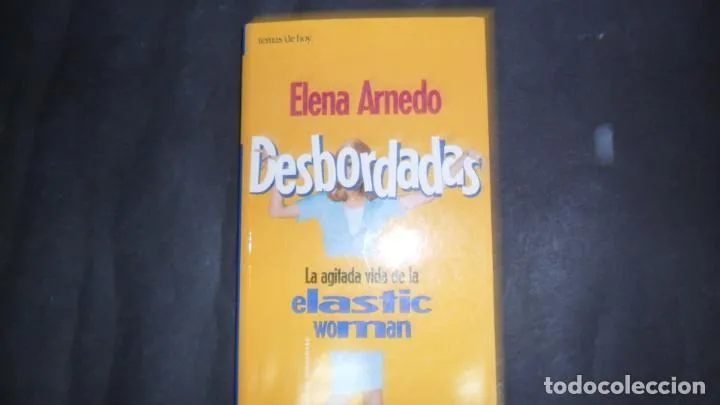 temas de hoy.
Elena Arnedo
Desbordadas
La agitada vida de la
elastic
woman
todocoleccion